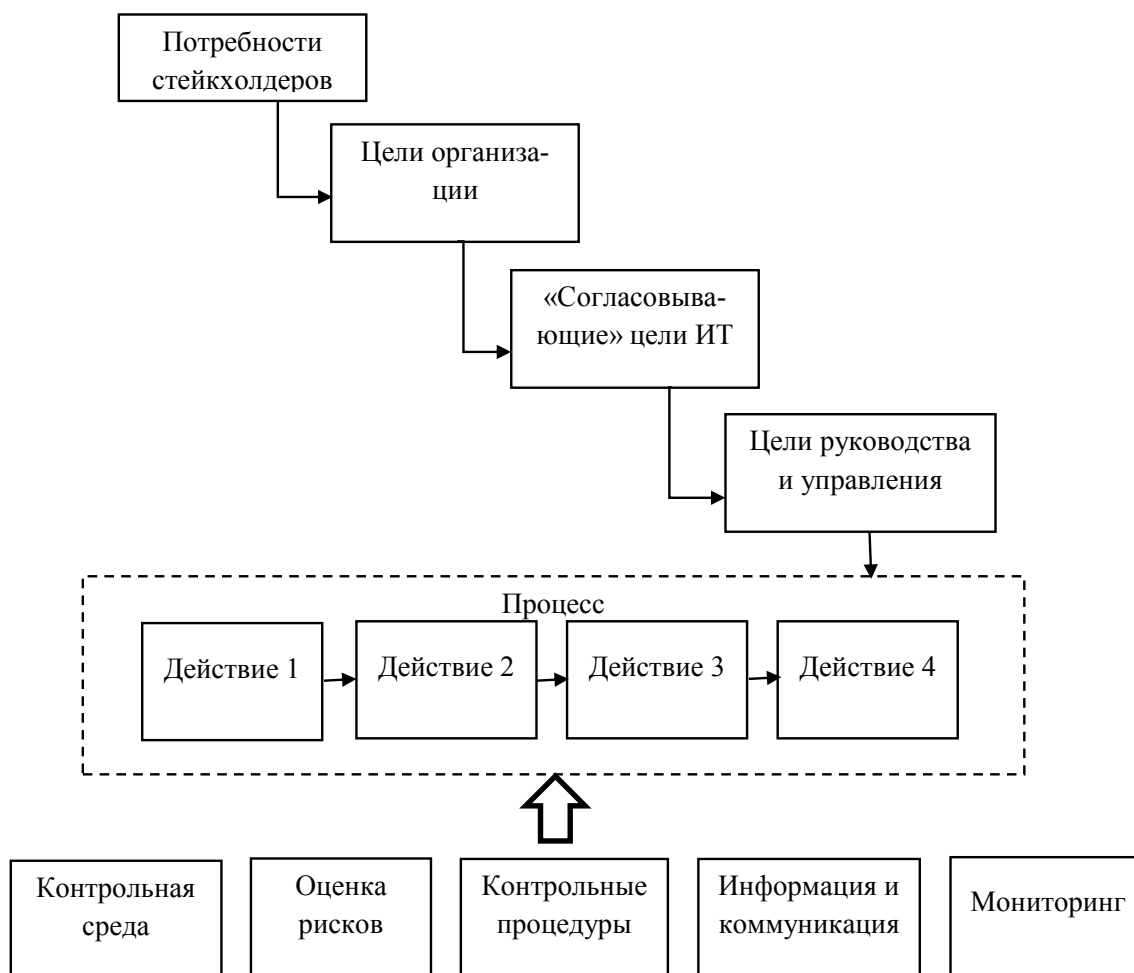 Потребности
стейкхолдеров
Цели организа-
ции
«Согласовыва-
ющие» цели ИТ
Цели руководства
и управления
Процесс
Действие 1
Действие 2
Действие 3
Действие 4
Контрольная
среда
Оценка
рисков
Контрольные
процедуры
Информация и
коммуникация
Мониторинг